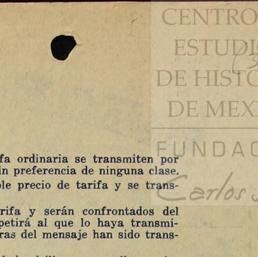 CENTRO
ESTUDI
DE HISTO
DE MEXI
FUNDAC
Carlos S
fa ordinaria se transmiten por
in preferencia de ninguna clase.
ble precio de tarifa y se trans-
arifa y serán confrontados del
petirá al que lo haya transmi-
ras del mensaje han sido trans-